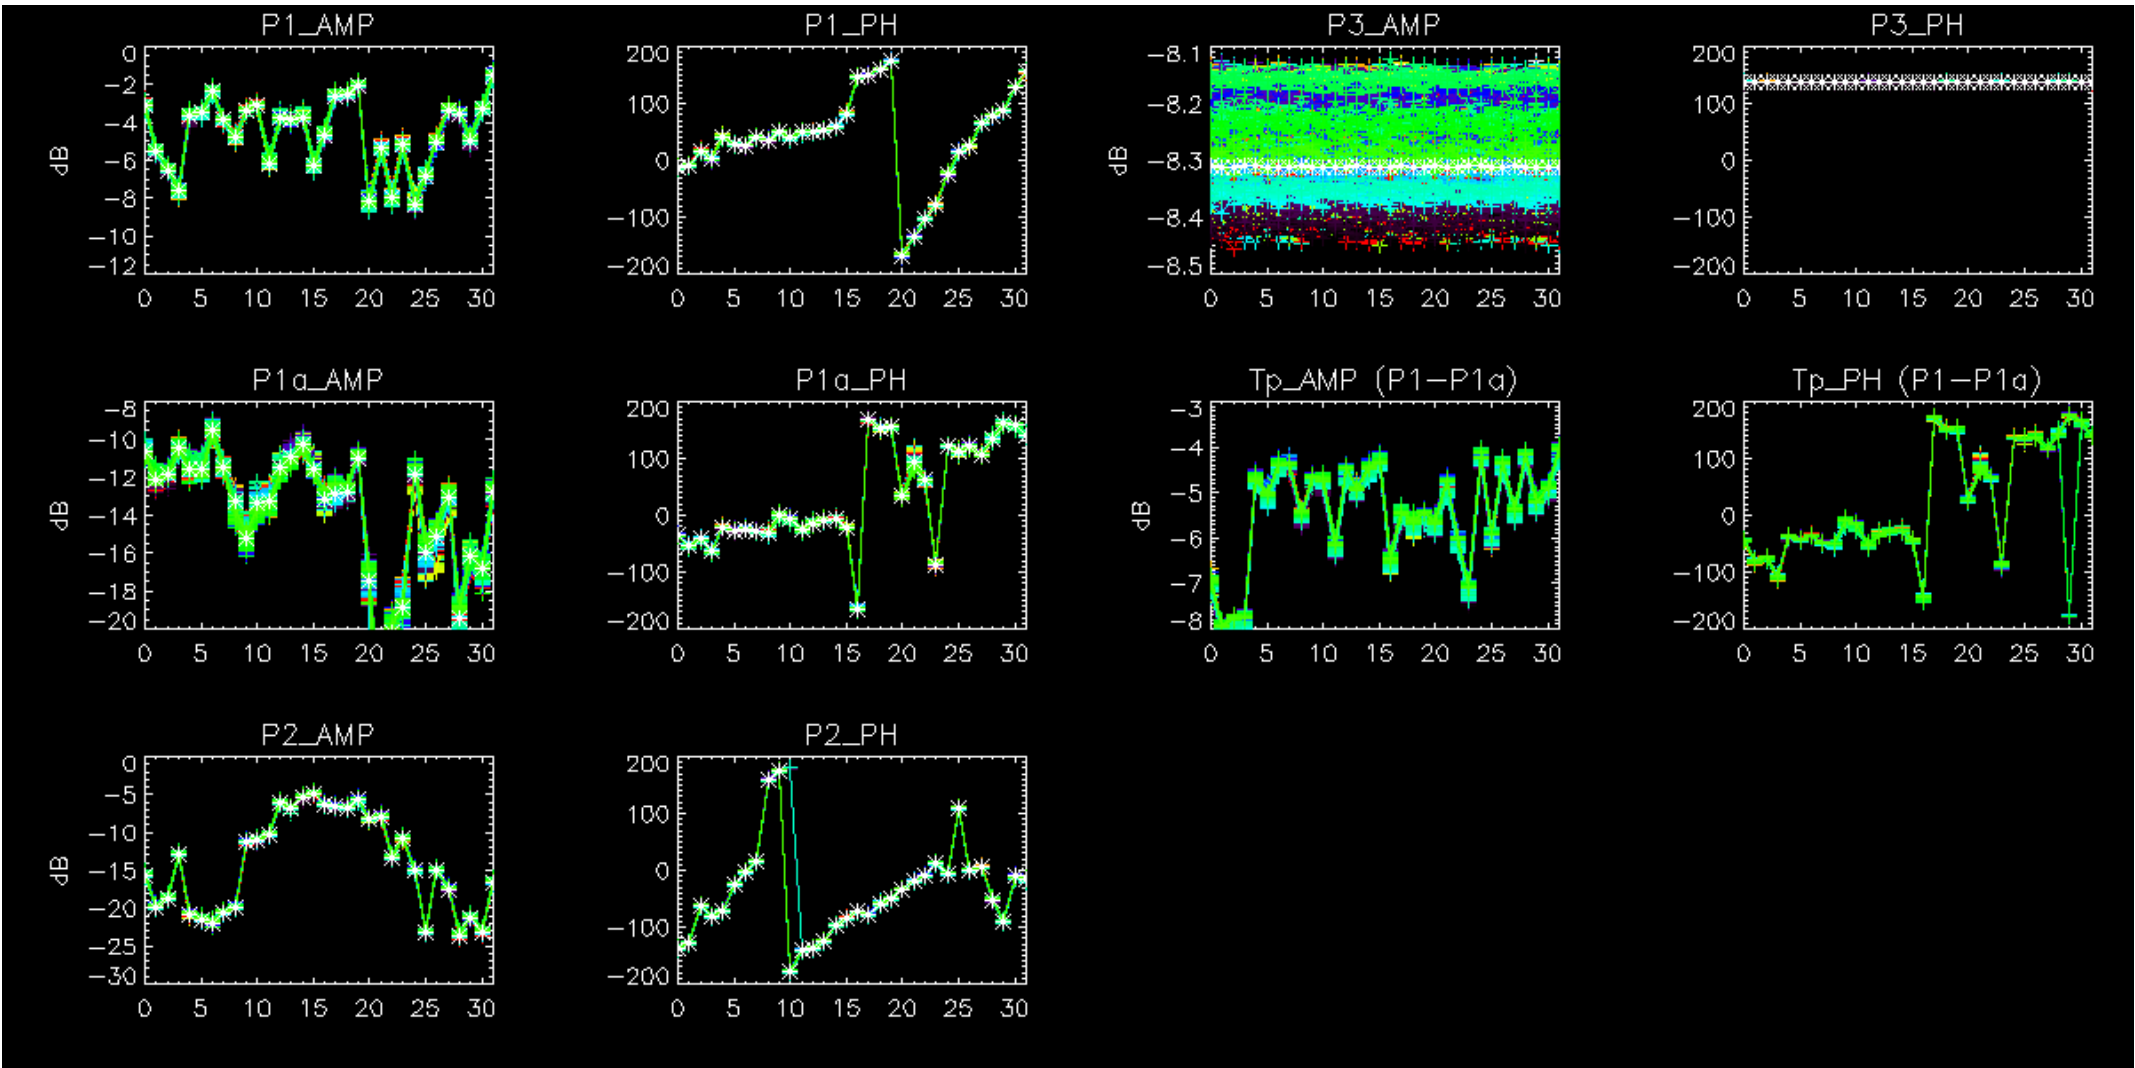 P1_AMP
0
−2
−4
−6
−8
−10
−12
dB
0 5 10 15 20 25 30
P1_PH
200
100
0
−100
−200
0 5 10 15 20 25 30
P3_AMP
−8.1
−8.2
−8.3
−8.4
−8.5
dB
0 5 10 15 20 25 30
P3_PH
200
100
0
−100
−200
0 5 10 15 20 25 30
P1a_AMP
−8
−10
−12
−14
−16
−18
−20
dB
0 5 10 15 20 25 30
P1a_PH
200
100
0
−100
−200
0 5 10 15 20 25 30
Tp_AMP (P1−P1a)
−3
−4
−5
−6
−7
−8
dB
0 5 10 15 20 25 30
Tp_PH (P1−P1a)
200
100
0
−100
−200
0 5 10 15 20 25 30
P2_AMP
0
−5
−10
−15
−20
−25
−30
dB
0 5 10 15 20 25 30
P2_PH
200
100
0
−100
−200
0 5 10 15 20 25 30